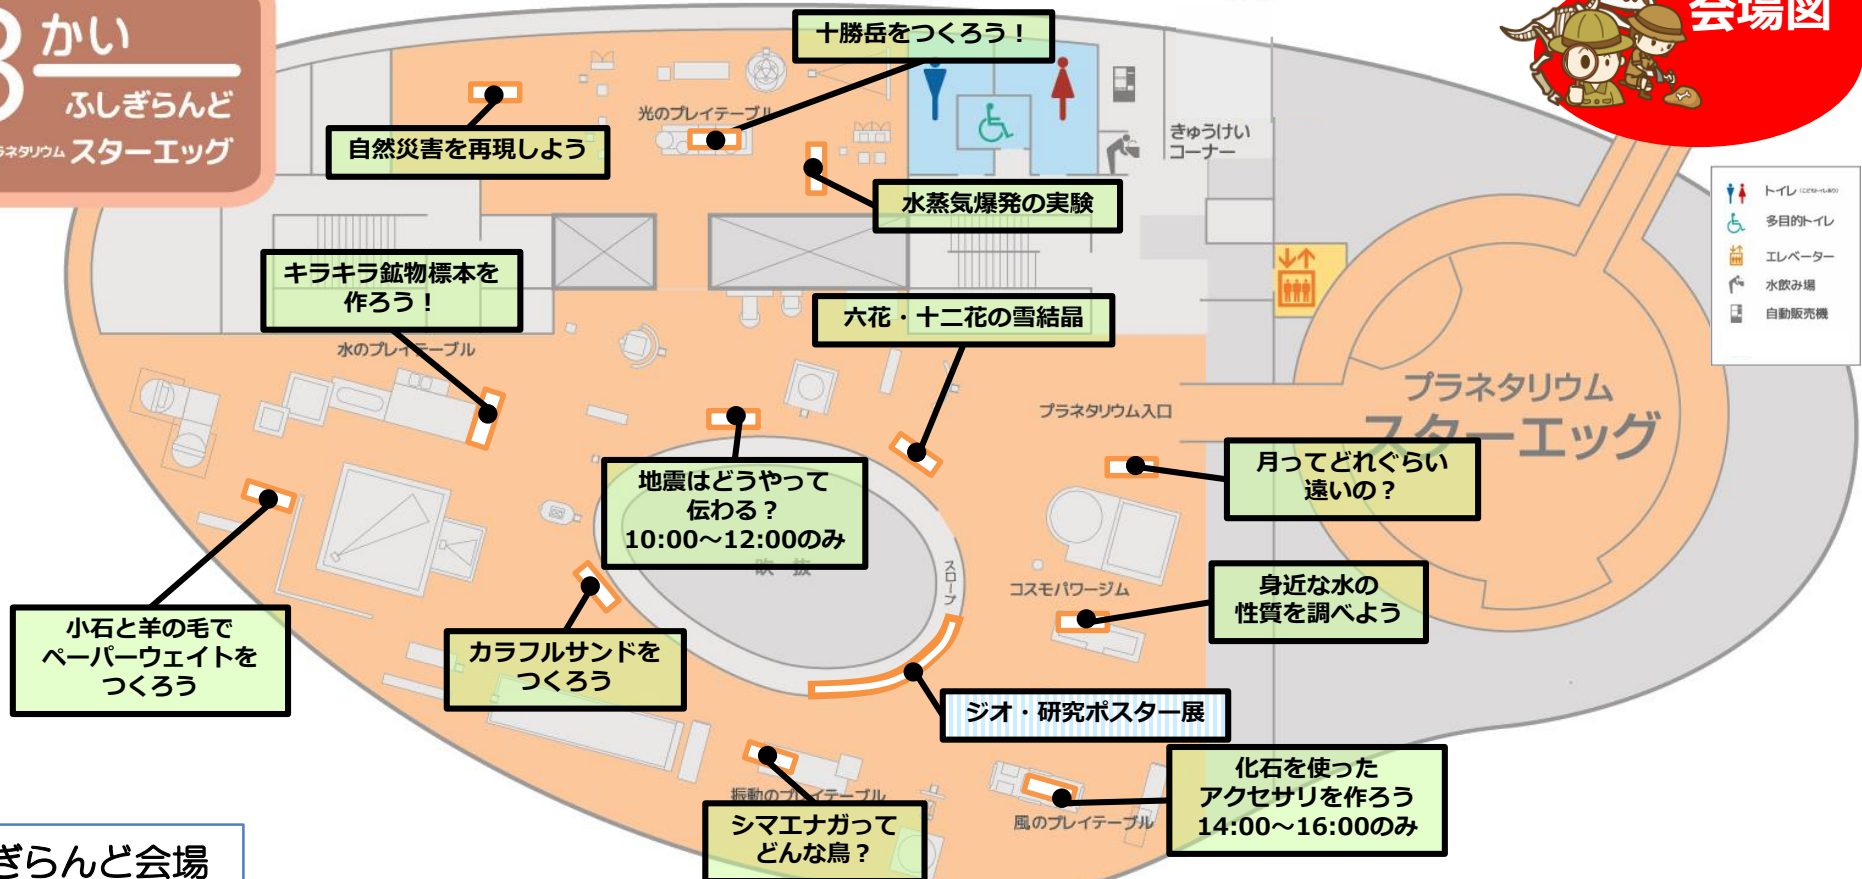 3 かい
ふしぎらんど
スターエッグ
会場図
十勝岳をつくろう！
光のプレイテーブル
自然災害を再現しよう
水蒸気爆発の実験
きゅうけい
コーナー
トイレ
多目的トイレ
エレベーター
水飲み場
自動販売機
キラキラ鉱物標本を
作ろう！
六花・十二花の雪結晶
水のプレイテーブル
プラネタリウム入口
プラネタリウム
スターエッグ
地震はどうやって
伝わる？
10:00～12:00のみ
吹 抜
スロープ
月ってどれぐらい
遠いの？
コスモパワージム
身近な水の
性質を調べよう
小石と羊の毛で
ペーパーウェイトを
つくろう
カラフルサンドを
つくろう
ジオ・研究ポスター展
振動のプレイテーブル
シマエナガって
どんな鳥？
風のプレイテーブル
化石を使った
アクセサリを作ろう
14:00～16:00のみ
ぎらんど会場